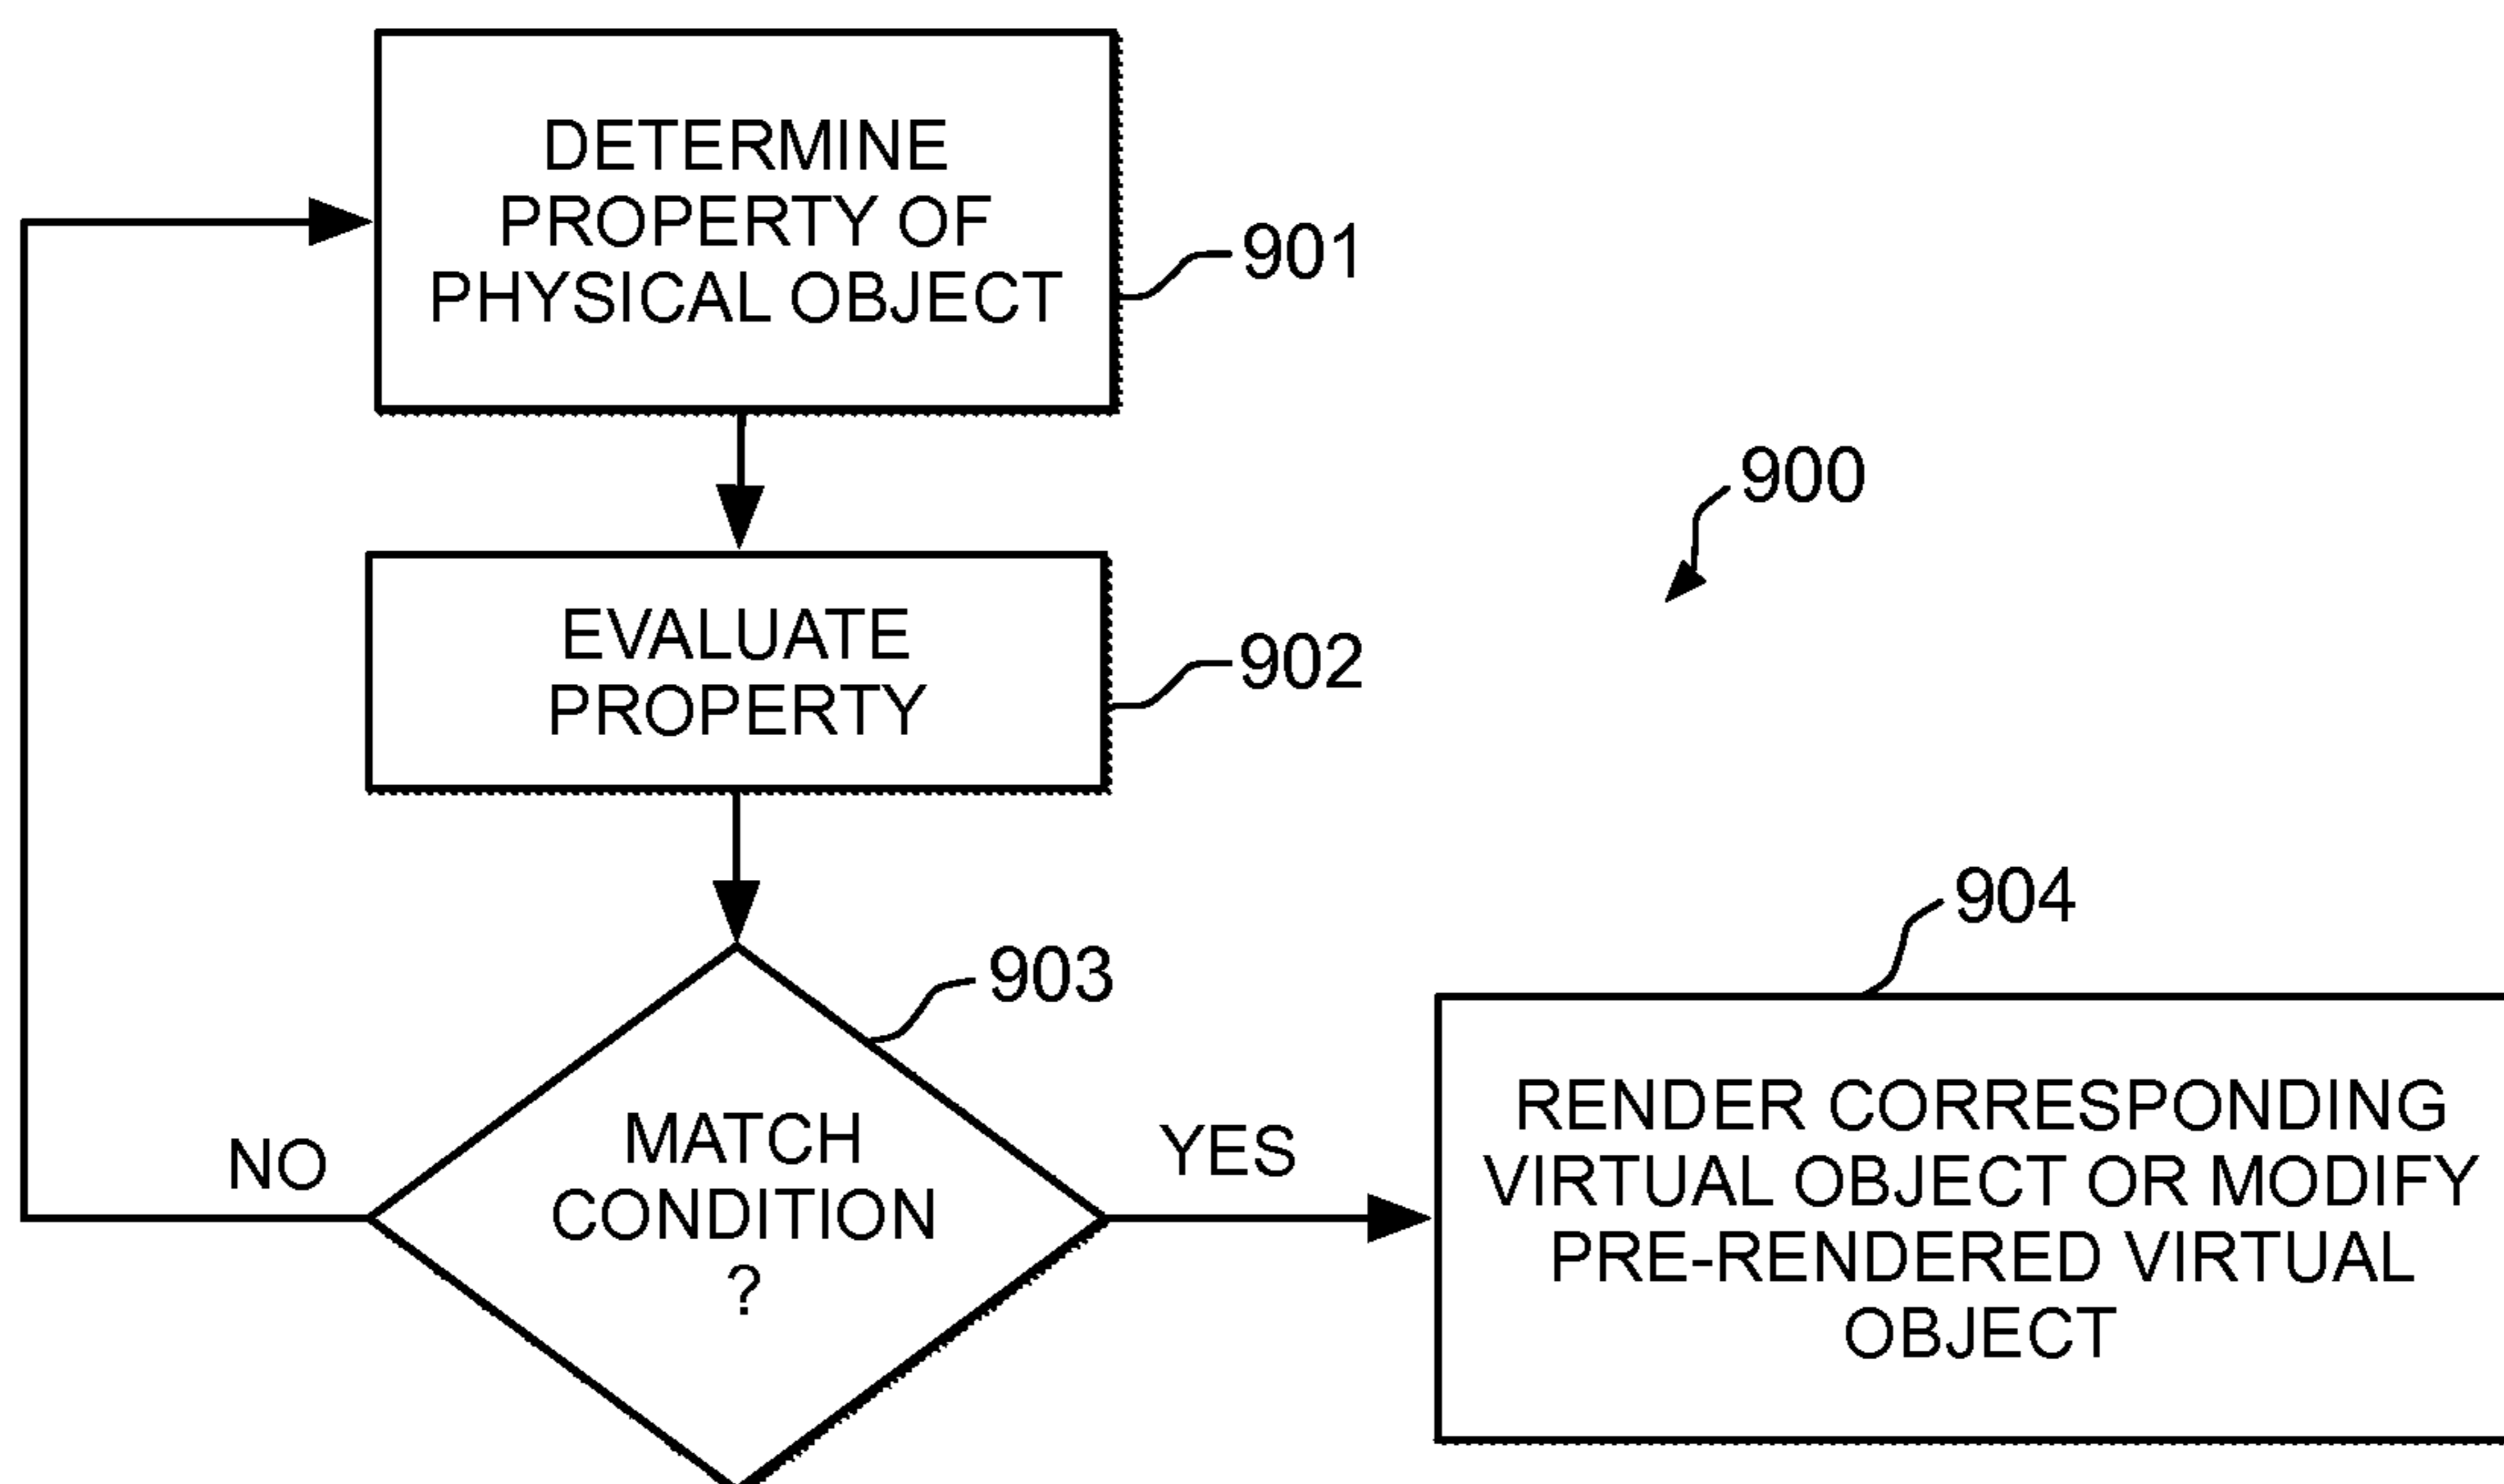 DETERMINE
PROPERTY OF
PHYSICAL OBJECT
901
900
EVALUATE
PROPERTY
902
903
904
MATCH
CONDITION
?
NO
YES
RENDER CORRESPONDING
VIRTUAL OBJECT OR MODIFY
PRE-RENDERED VIRTUAL
OBJECT